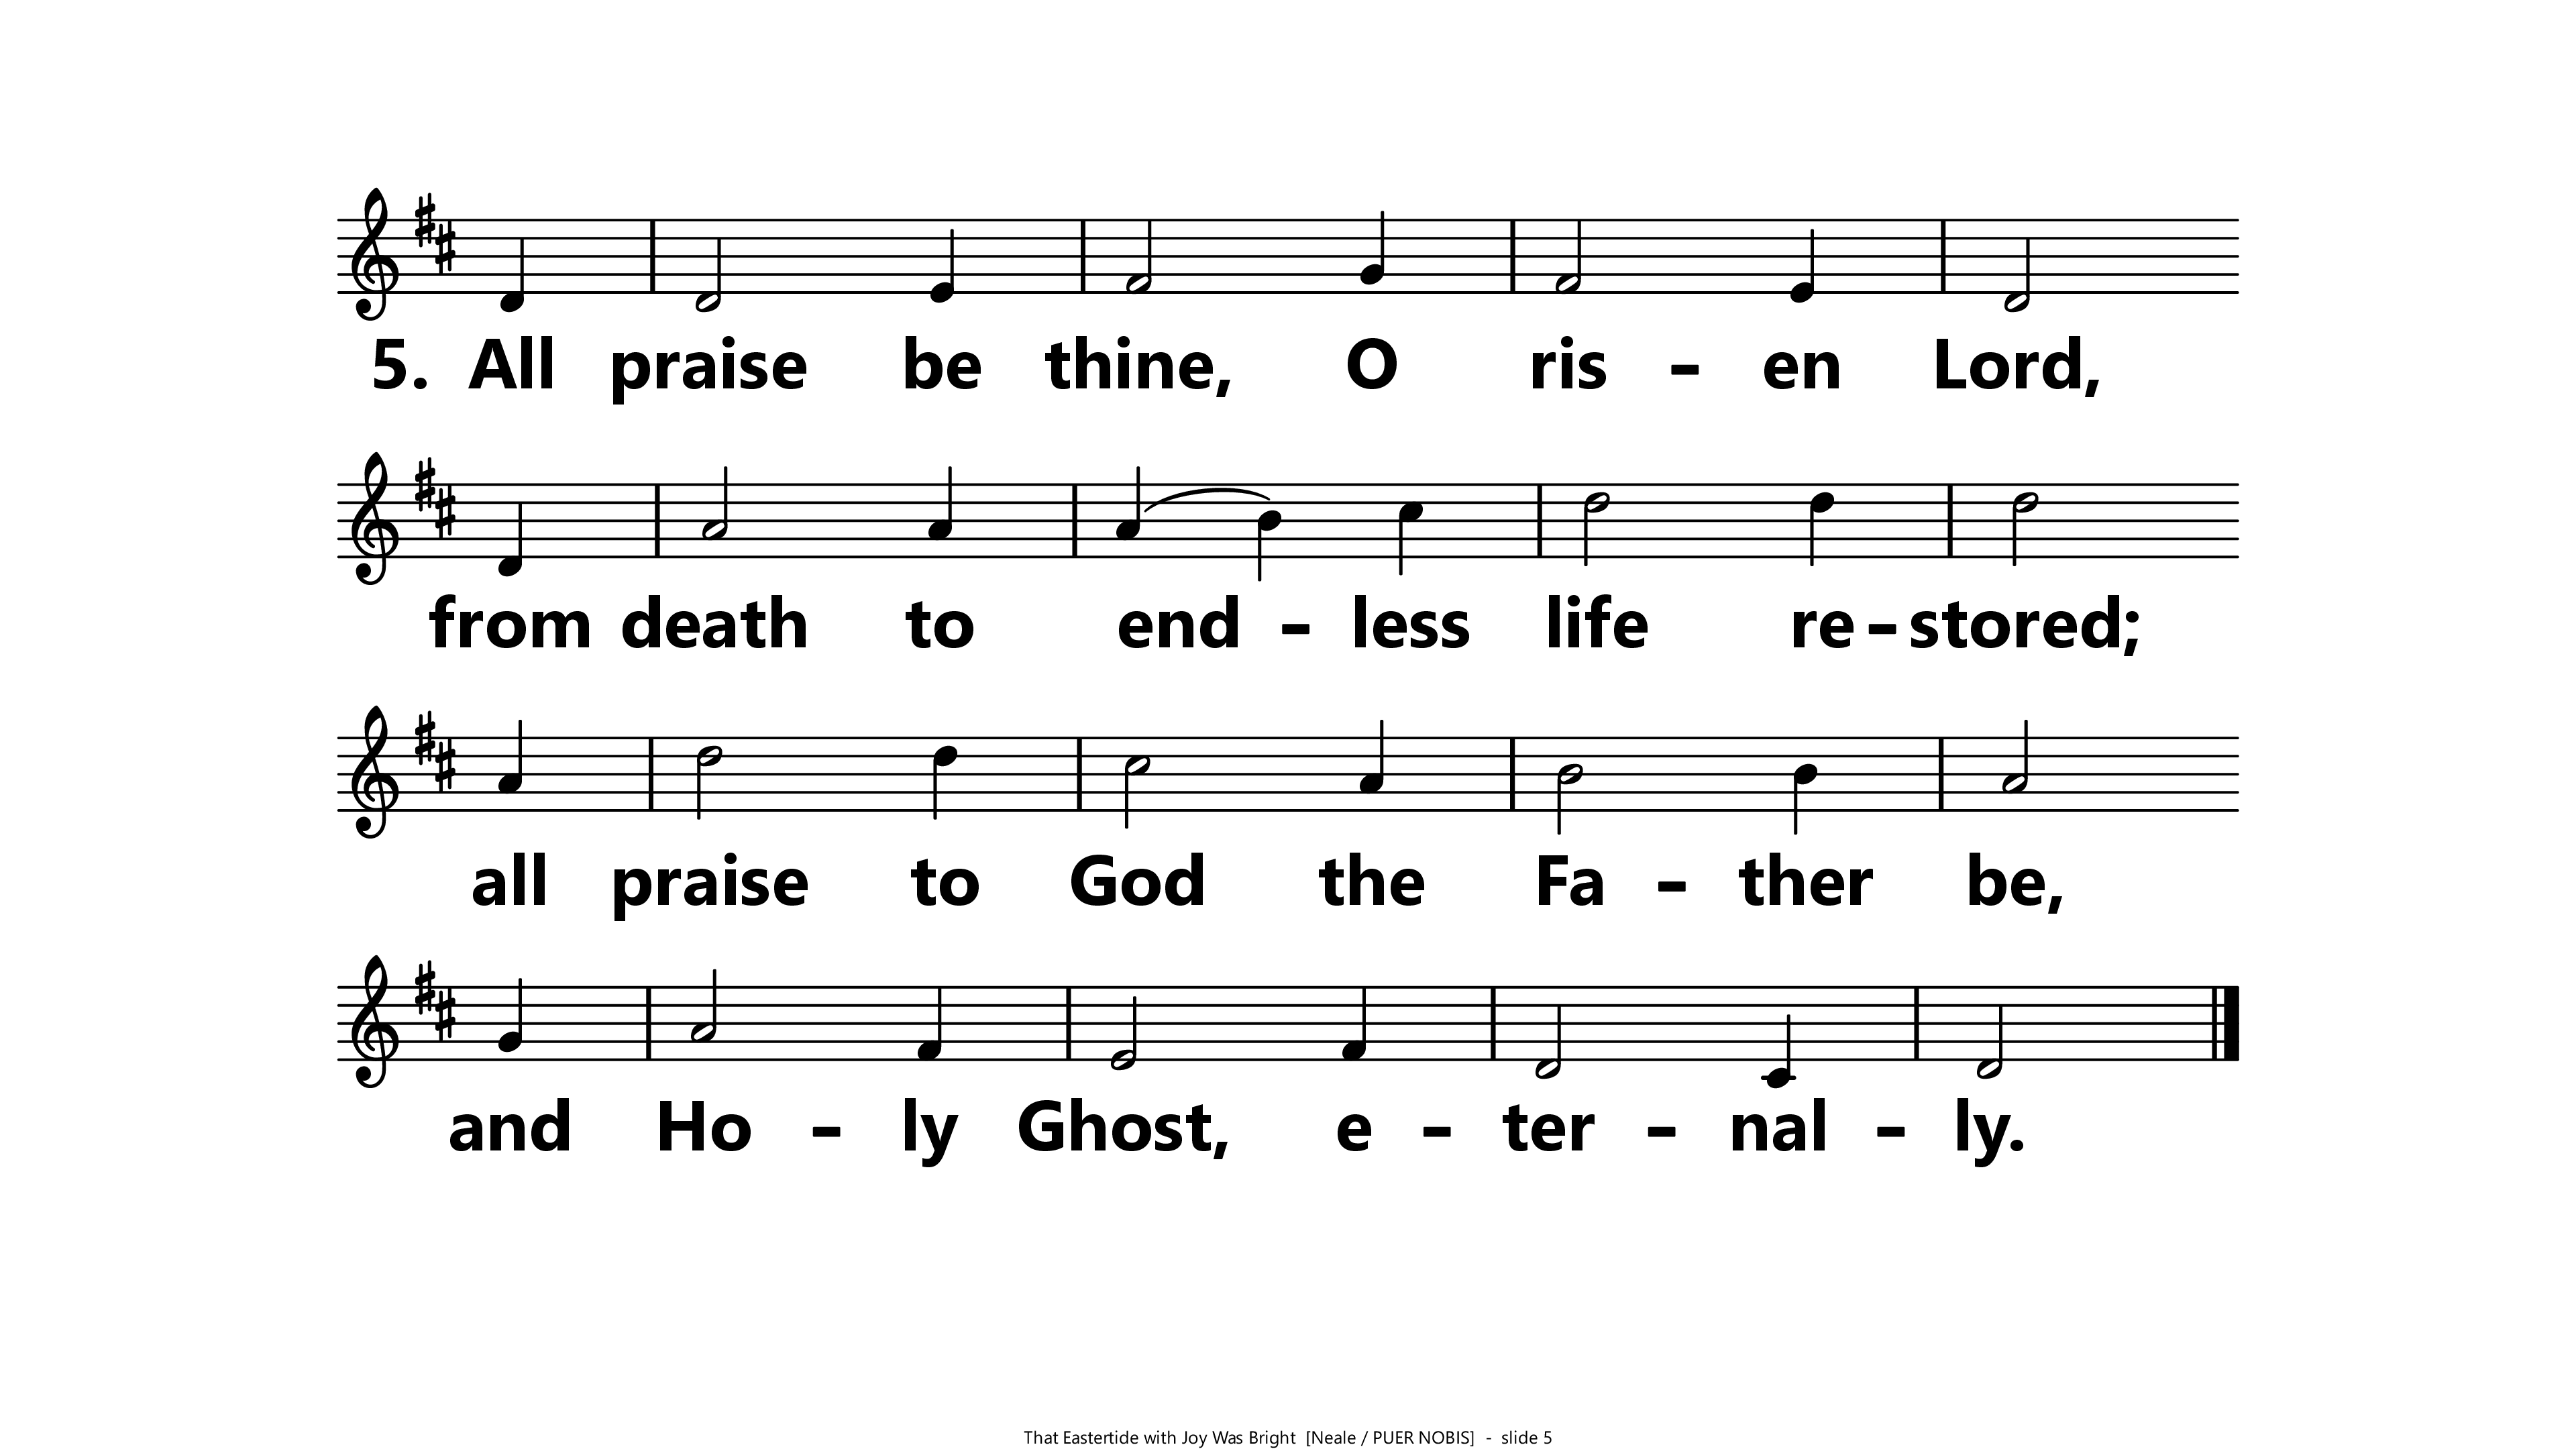 5. All praise be thine, O ris - en Lord,
from death to end - less life re - stored;
all praise to God the Fa - ther be,
and Ho - ly Ghost, e - ter - nal - ly.
That Eastertide with Joy Was Bright [Neale / PUER NOBIS] - slide 5